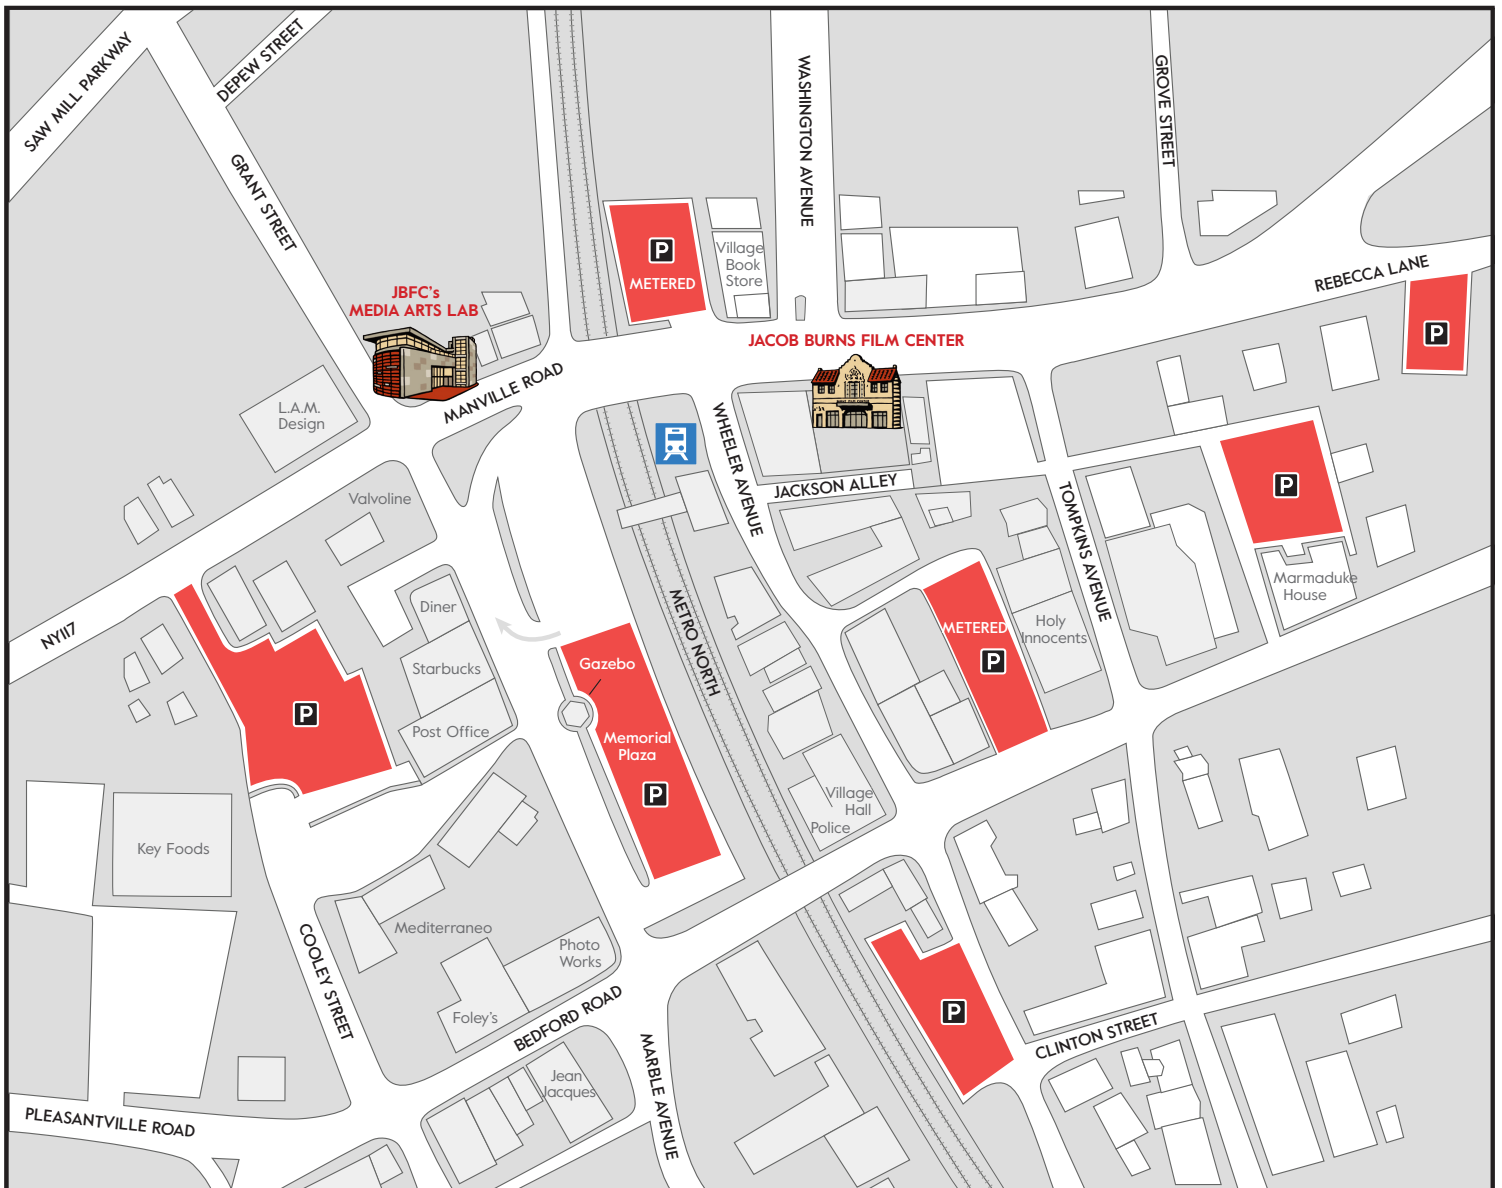 SAW MILL PARKWAY
DEPEW STREET
GRANT STREET
WASHINGTON AVENUE
GROVE STREET
P
METERED
Village
Book
Store
REBECCA LANE
P
JBFC's
MEDIA ARTS LAB
JACOB BURNS FILM CENTER
MANVILLE ROAD
L.A.M.
Design
WHEELER AVENUE
JACKSON ALLEY
TOMPKINS AVENUE
P
Valvoline
Marmaduke
House
NY117
Diner
Starbucks
Post Office
METRO NORTH
METERED
P
Holy
Innocents
Gazebo
Memorial
Plaza
P
P
Village
Hall
Police
Key Foods
Mediterraneo
Photo
Works
Foley's
COOLEY STREET
BEDFORD ROAD
P
CLINTON STREET
MARBLE AVENUE
Jean
Jacques
PLEASANTVILLE ROAD